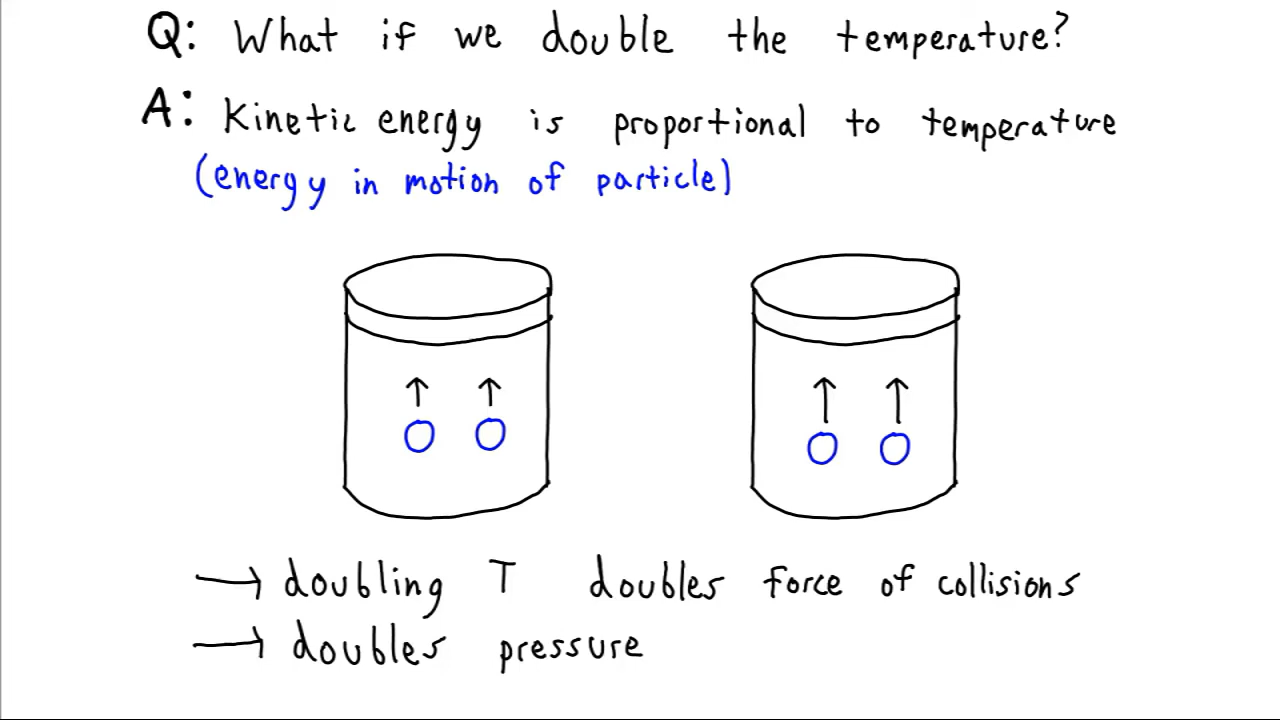 Q: What if we double the temperature?
A: Kinetic energy is proportional to temperature
(energy in motion of particle)
→ doubling T doubles force of collisions
→ doubles pressure